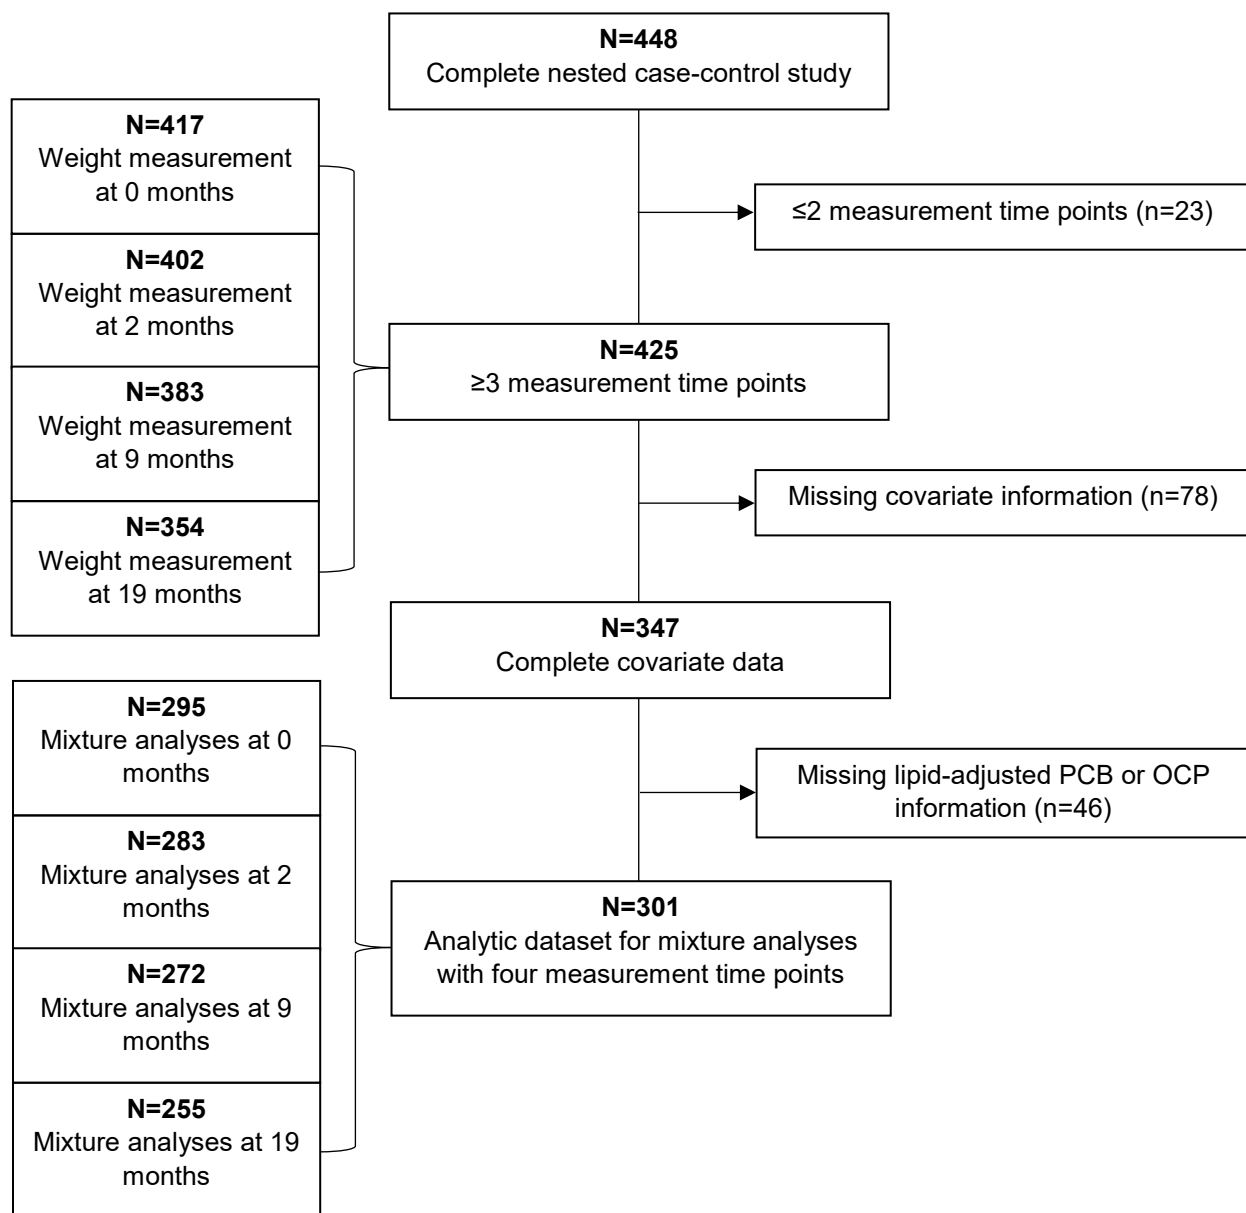 N=448
Complete nested case-control study
N=417
Weight measurement
at 0 months
≤2 measurement time points (n=23)
N=402
Weight measurement
at 2 months
N=425
≥3 measurement time points
N=383
Weight measurement
at 9 months
Missing covariate information (n=78)
N=354
Weight measurement
at 19 months
N=347
Complete covariate data
N=295
Mixture analyses at 0
months
Missing lipid-adjusted PCB or OCP
information (n=46)
N=283
Mixture analyses at 2
months
N=301
Analytic dataset for mixture analyses
with four measurement time points
N=272
Mixture analyses at 9
months
N=255
Mixture analyses at 19
months